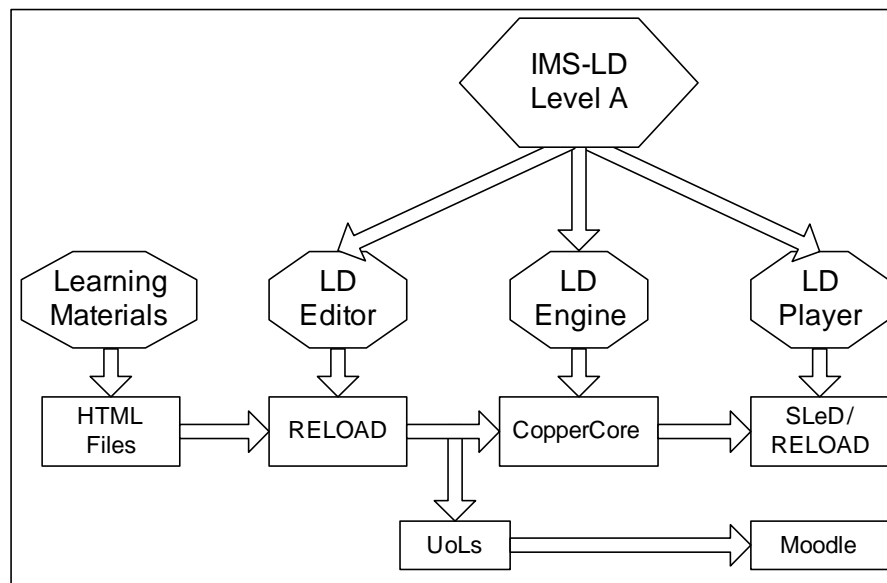 IMS-LD
Level A
Learning
Materials
LD
Editor
LD
Engine
LD
Player
HTML
Files
RELOAD
CopperCore
SLeD/
RELOAD
UoLs
Moodle